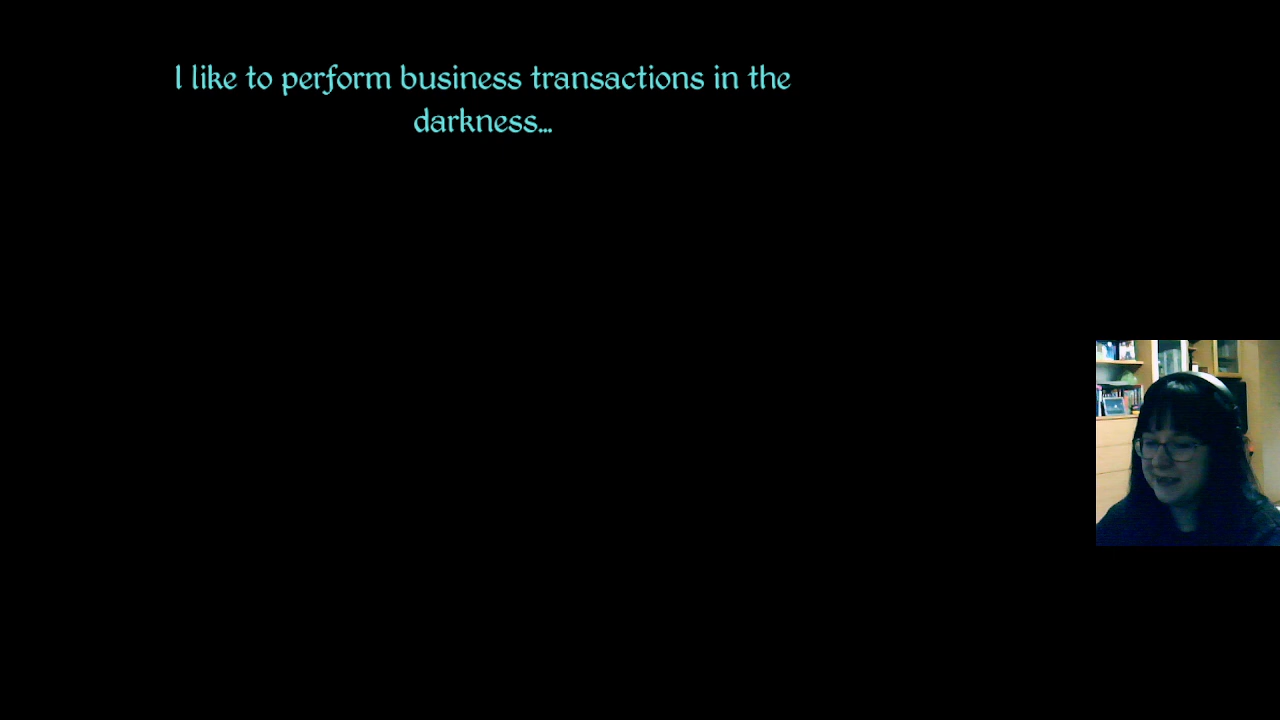 I like to perform business transactions in the
darkness...